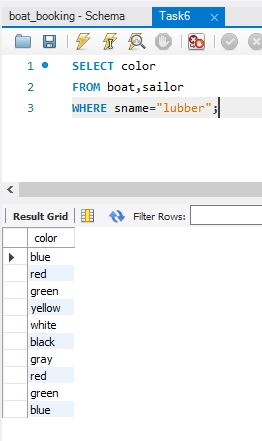 boat_booking - Schema Task6
1 SELECT color
2 FROM boat,sailor
3 WHERE sname="lubber";
Result Grid Filter Rows:
color
blue
red
green
yellow
white
black
gray
red
green
blue